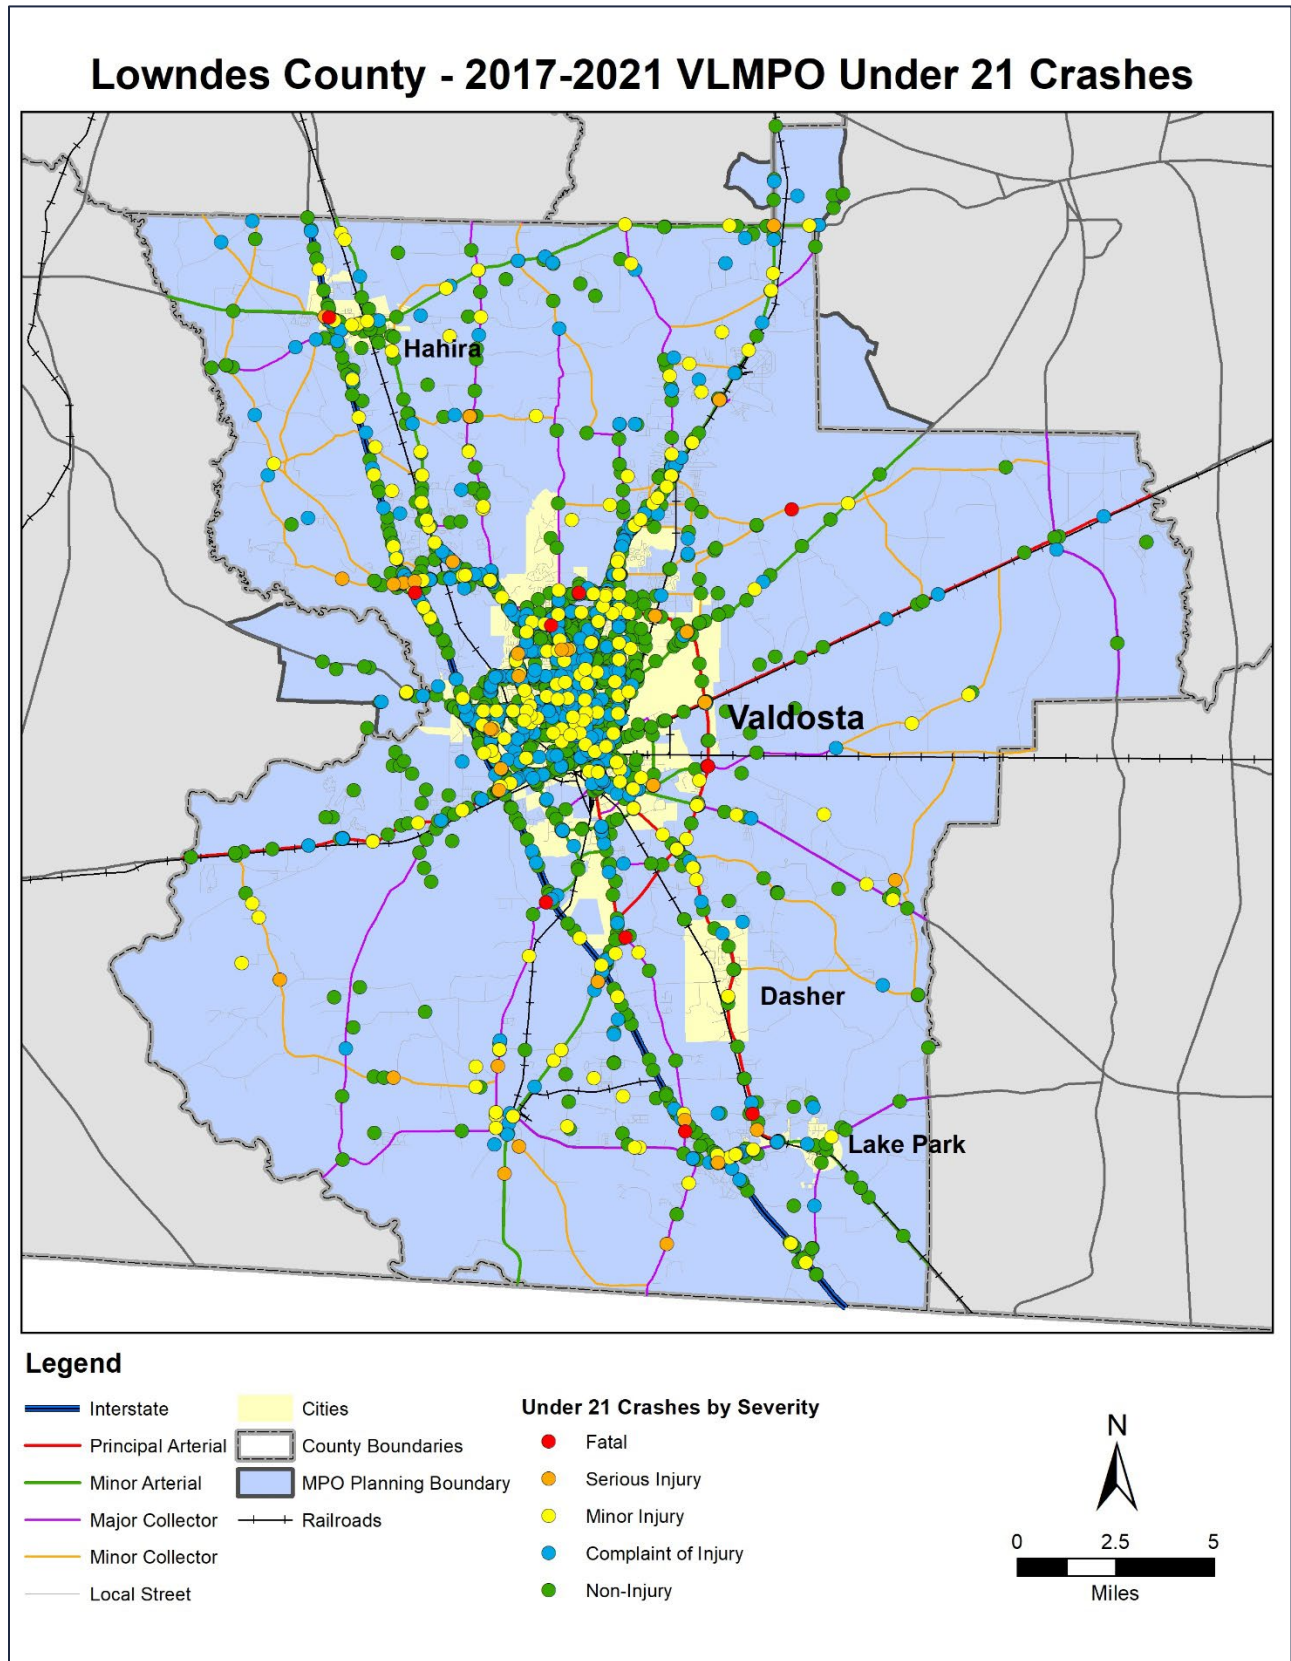 Lowndes County - 2017-2021 VLMPO Under 21 Crashes
Hahira
Valdosta
Dasher
Lake Park
Legend
Interstate
Principal Arterial
Minor Arterial
Major Collector
Minor Collector
Local Street
Cities
County Boundaries
MPO Planning Boundary
Railroads
Under 21 Crashes by Severity
Fatal
Serious Injury
Minor Injury
Complaint of Injury
Non-Injury
N
0 2.5 5
Miles